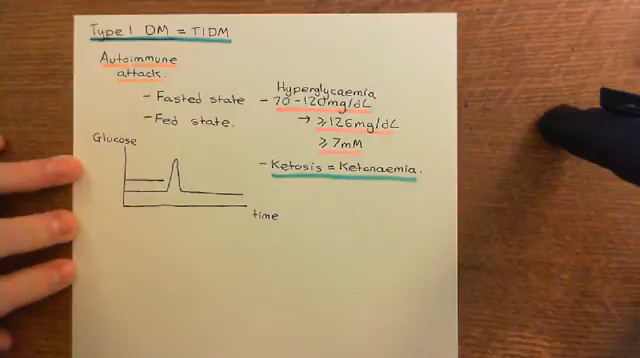 Type 1 DM = T1DM
Autoimmune
attack.
- Fasted state
- Fed state.
Hyperglycaemia
- 70-120mg/dL
→ ≥126mg/dL
≥7mM
- Ketosis = Ketonaemia.
Glucose
time